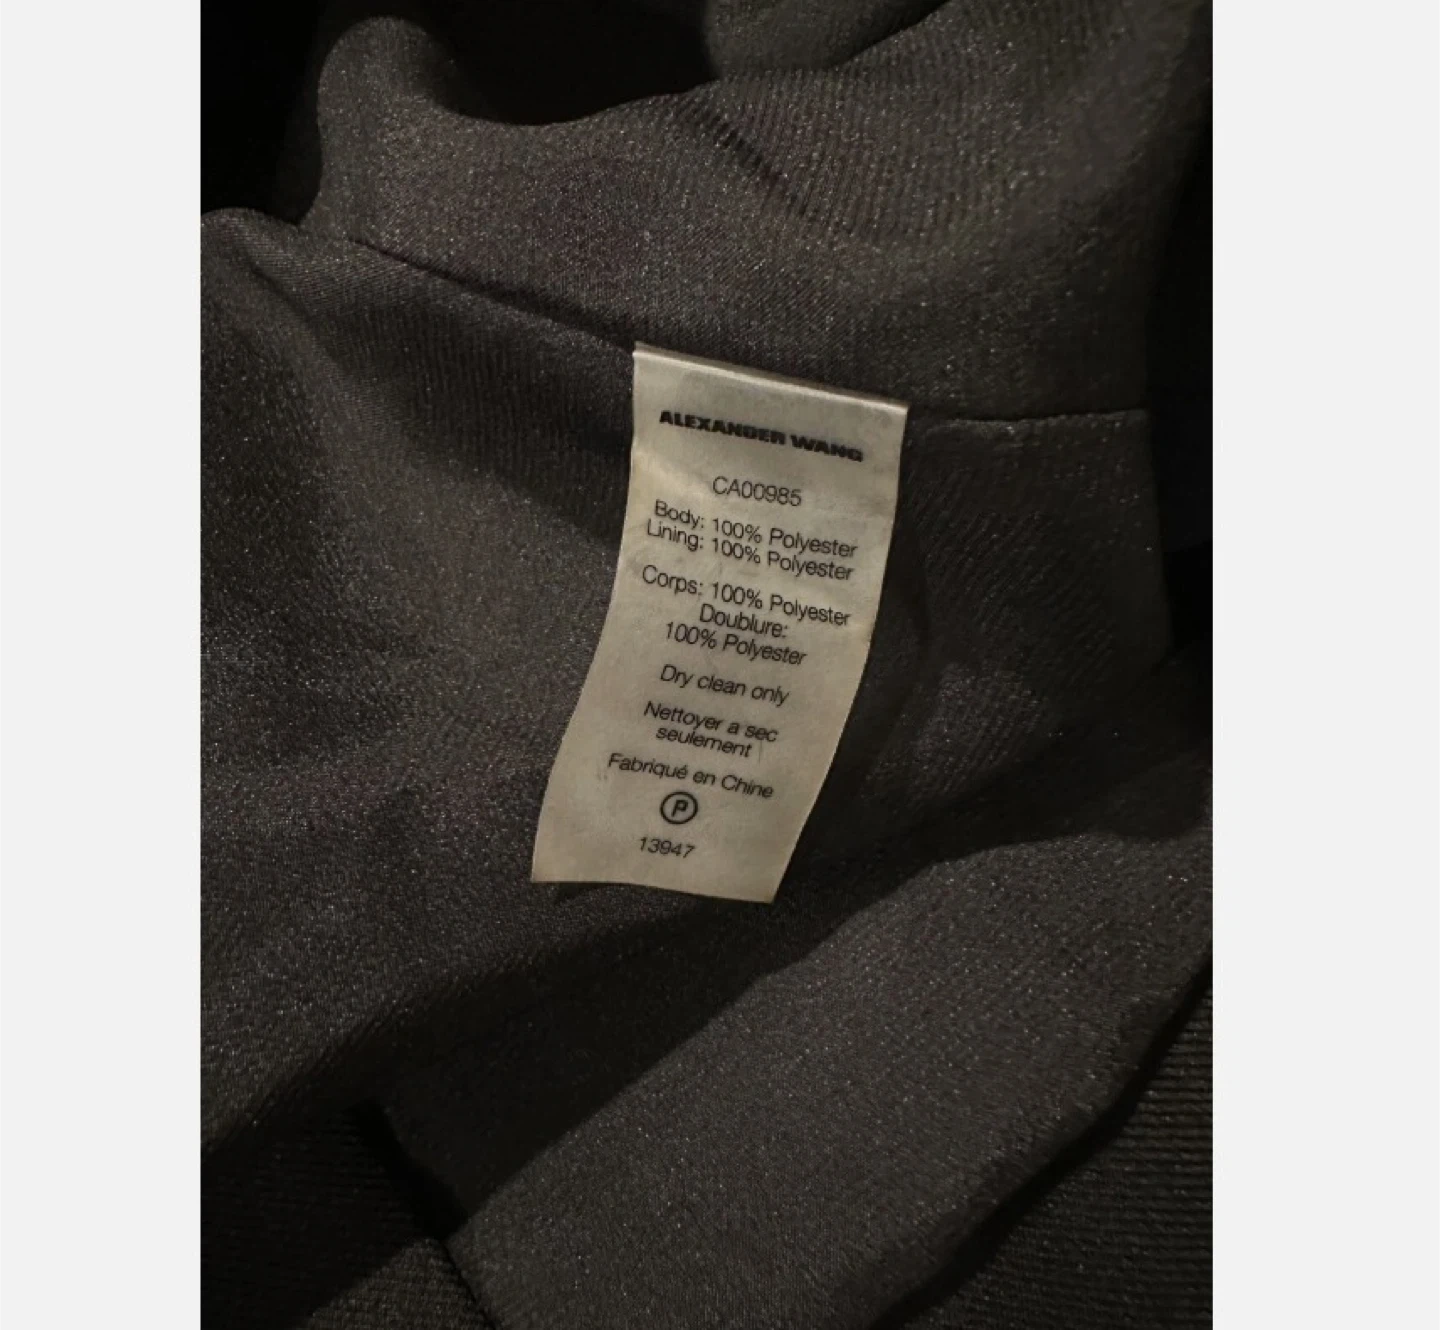 ALEXANDER WANG
CA00985
Body: 100% Polyester
Lining: 100% Polyester
Corps: 100% Polyester
Doublure:
100% Polyester
Dry clean only
Nettoyer a sec
seulement
Fabriqué en Chine
P
13947